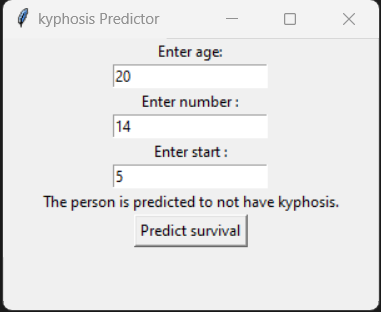 kyphosis Predictor
Enter age:
20
Enter number :
14
Enter start :
5
The person is predicted to not have kyphosis.
Predict survival